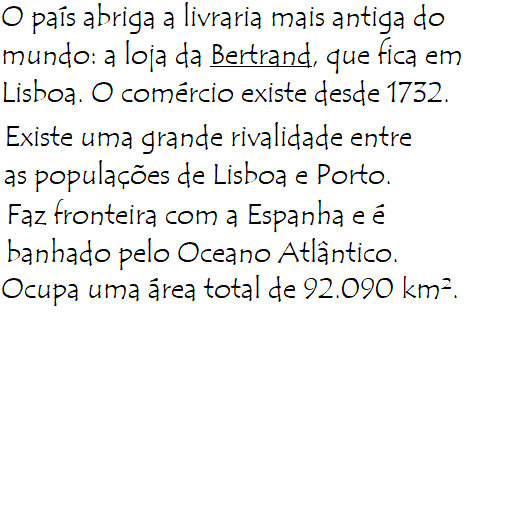 O país abriga a livraria mais antiga do
mundo: a loja da Bertrand, que fica em
Lisboa. O comércio existe desde 1732.
Existe uma grande rivalidade entre
as populações de Lisboa e Porto.
Faz fronteira com a Espanha e é
banhado pelo Oceano Atlântico.
Ocupa uma área total de 92.090 km².